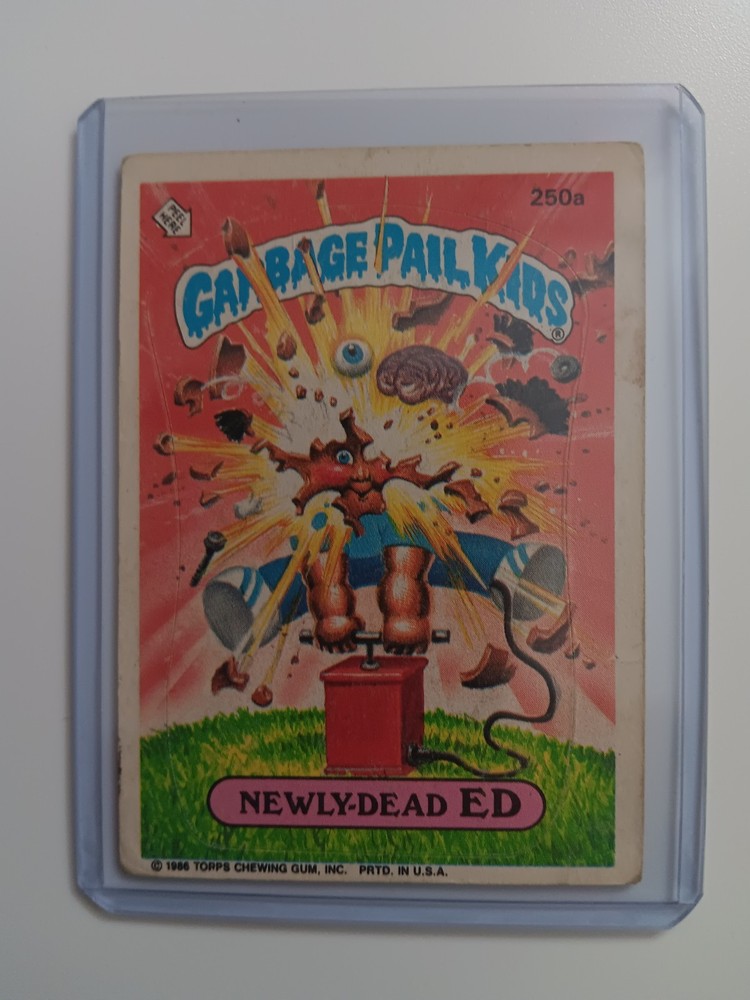 250a
GARBAGE PAIL KIDS
®
NEWLY-DEAD ED
© 1986 TOPPS CHEWING GUM, INC. PRTD. IN U.S.A.